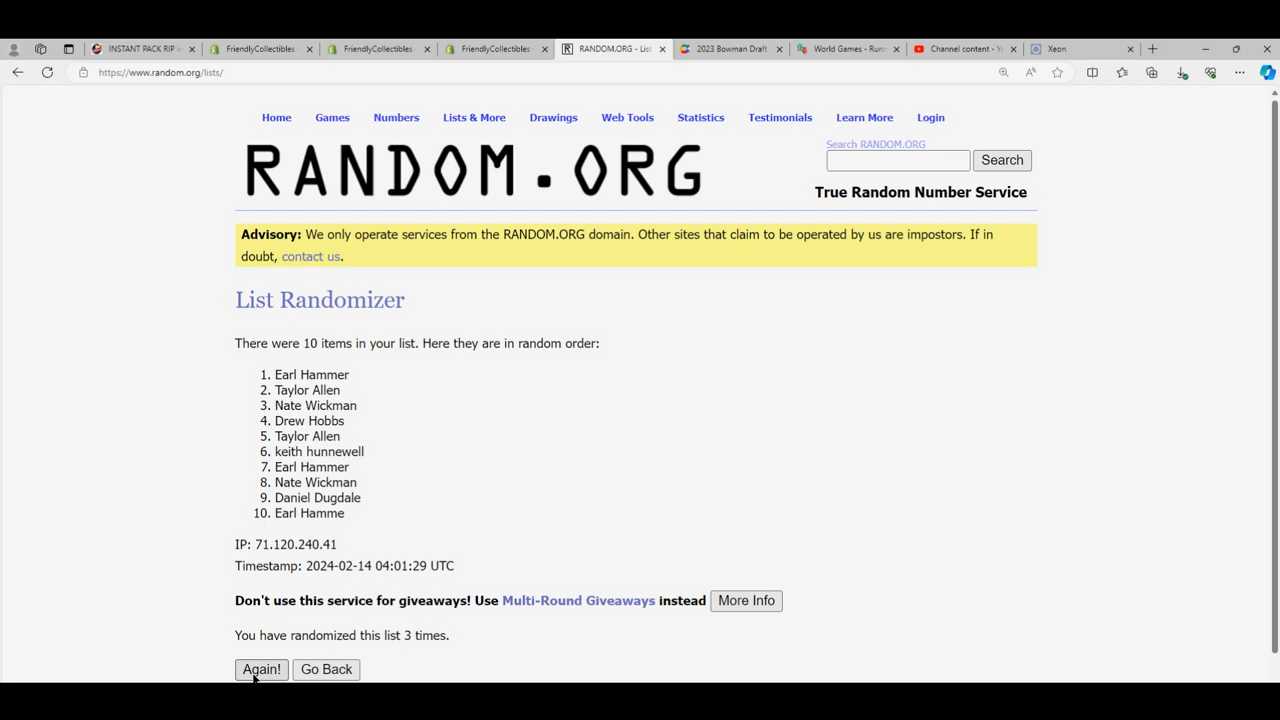 INSTANT PACK RIP i
FriendlyCollectibles
FriendlyCollectibles
FriendlyCollectibles
RANDOM.ORG - List
2023 Bowman Draft
World Games - Run
Channel content - Y
Xeon
https://www.random.org/lists/
Home Games Numbers Lists & More Drawings Web Tools Statistics Testimonials Learn More Login
RANDOM.ORG
Search RANDOM.ORG
Search
True Random Number Service
Advisory: We only operate services from the RANDOM.ORG domain. Other sites that claim to be operated by us are impostors. If in
doubt, contact us.
List Randomizer
There were 10 items in your list. Here they are in random order:
1. Earl Hammer
2. Taylor Allen
3. Nate Wickman
4. Drew Hobbs
5. Taylor Allen
6. keith hunnewell
7. Earl Hammer
8. Nate Wickman
9. Daniel Dugdale
10. Earl Hamme
IP: 71.120.240.41
Timestamp: 2024-02-14 04:01:29 UTC
Don't use this service for giveaways! Use Multi-Round Giveaways instead More Info
You have randomized this list 3 times.
Again! Go Back